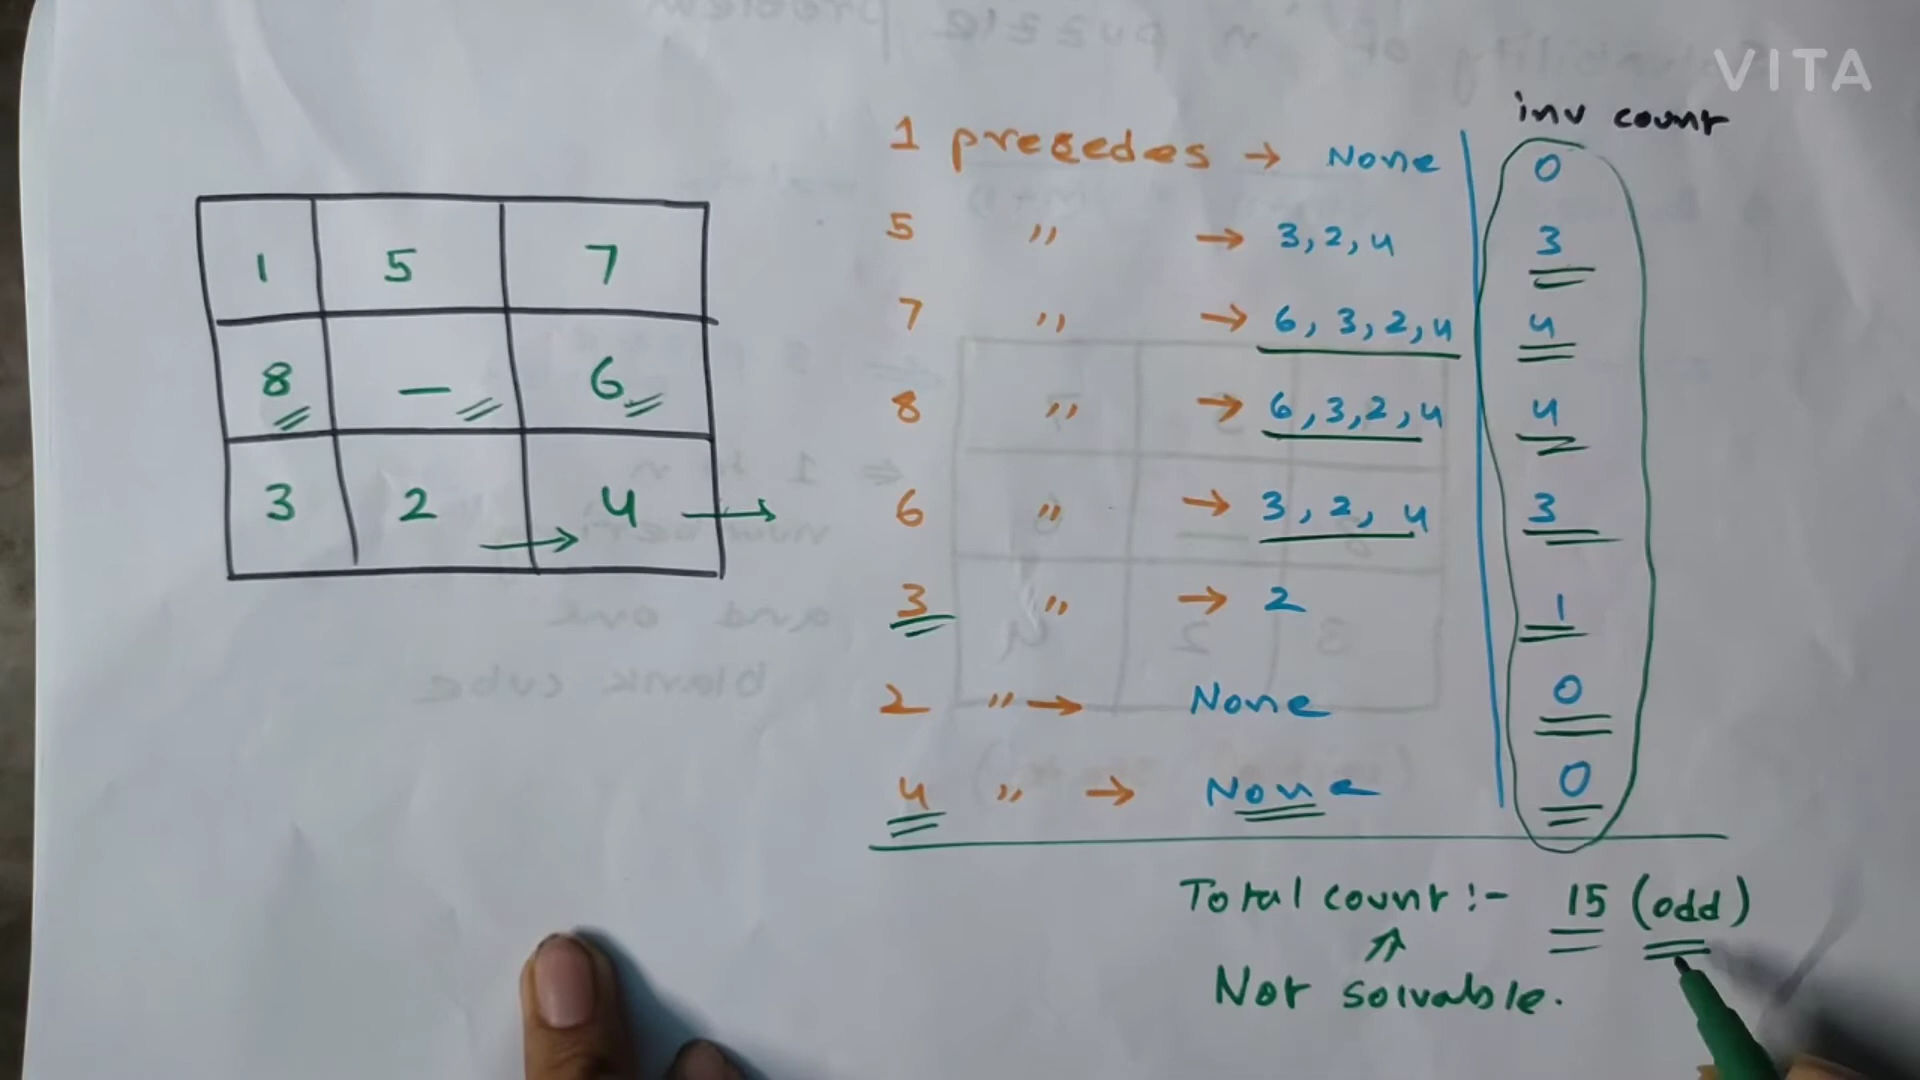 VITA
inv count
1 precedes → None 0
5 " → 3, 2, 4 3
7 " → 6, 3, 2, 4 4
8 " → 6, 3, 2, 4 4
6 " → 3, 2, 4 3
3 " → 2 1
2 " → None 0
4 " → None 0
Total count :- 15 (odd)
Not solvable.
1 5 7
8 - 6
3 2 4